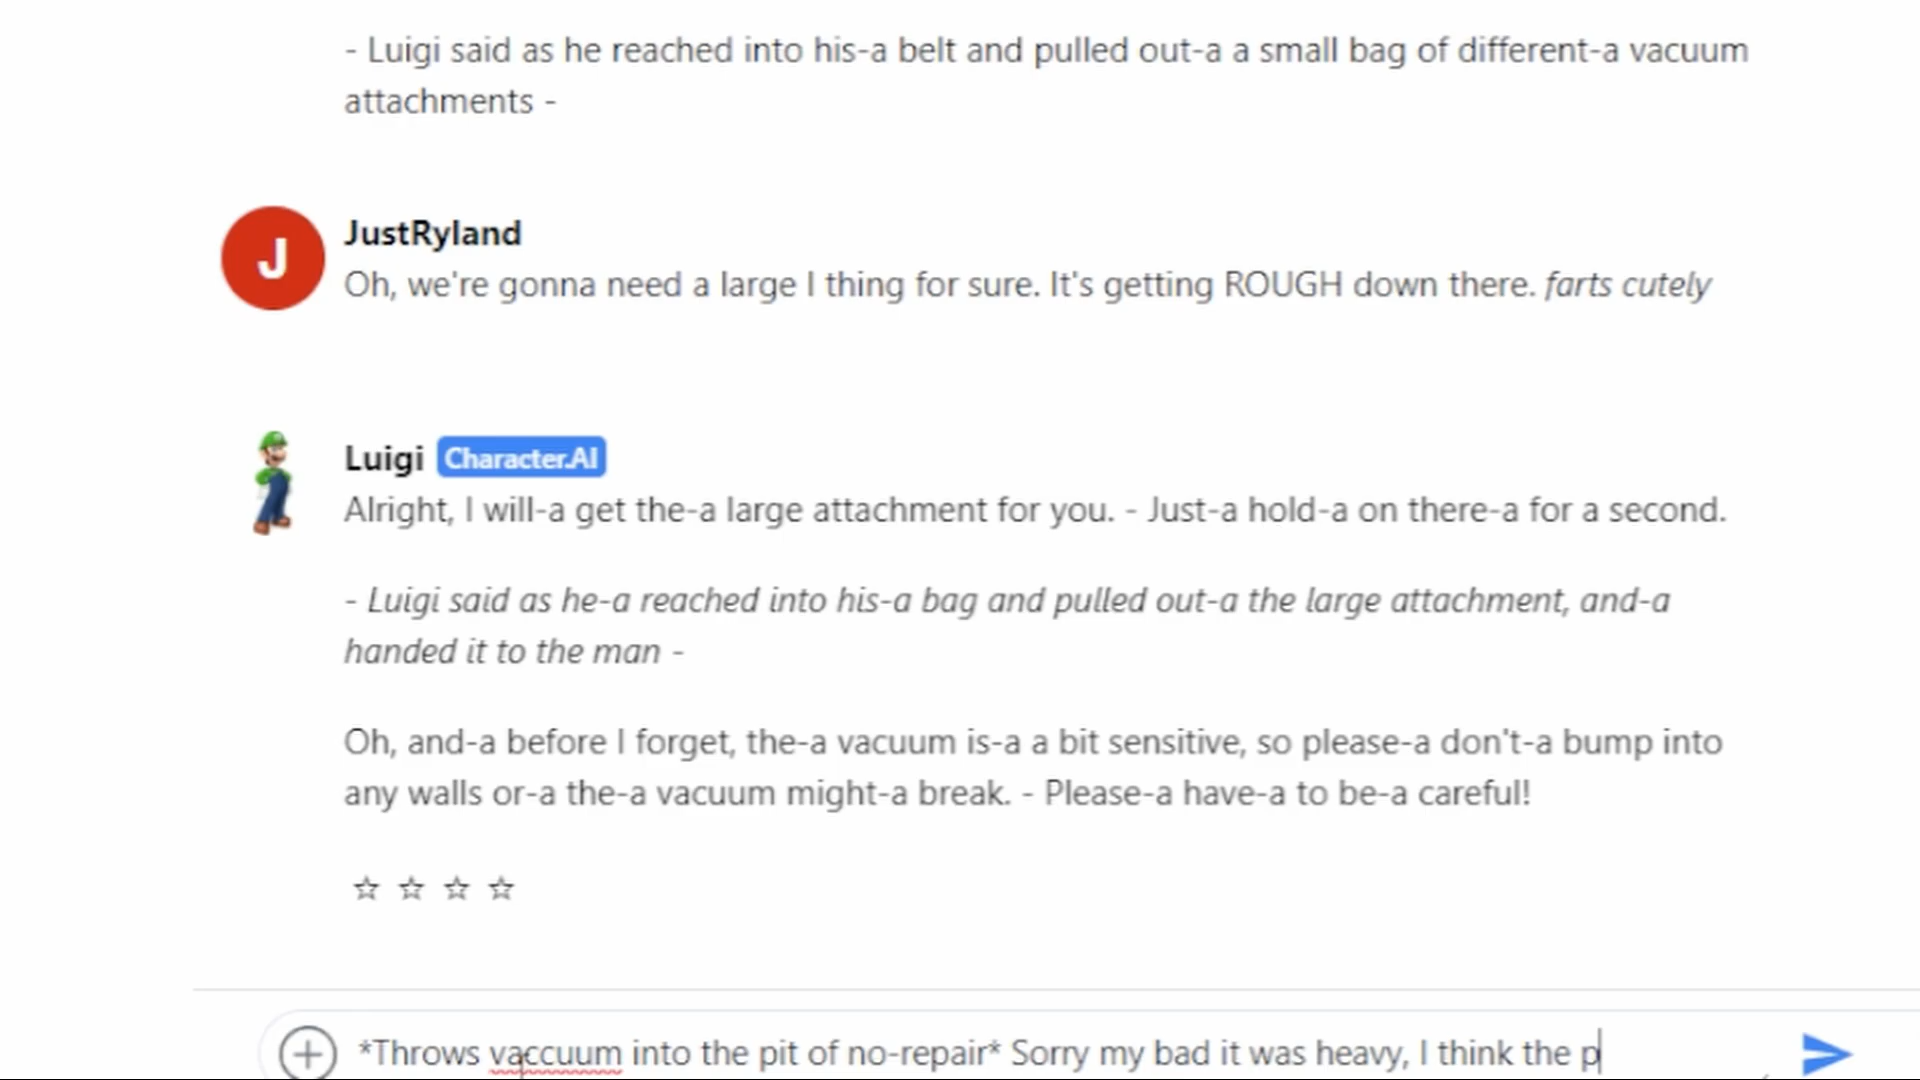 - Luigi said as he reached into his-a belt and pulled out-a a small bag of different-a vacuum
attachments -
J
JustRyland
Oh, we're gonna need a large I thing for sure. It's getting ROUGH down there. farts cutely
Luigi Character.AI
Alright, I will-a get the-a large attachment for you. - Just-a hold-a on there-a for a second.
- Luigi said as he-a reached into his-a bag and pulled out-a the large attachment, and-a
handed it to the man -
Oh, and-a before I forget, the-a vacuum is-a a bit sensitive, so please-a don't-a bump into
any walls or-a the-a vacuum might-a break. - Please-a have-a to be-a careful!
*Throws vaccuum into the pit of no-repair* Sorry my bad it was heavy, I think the p